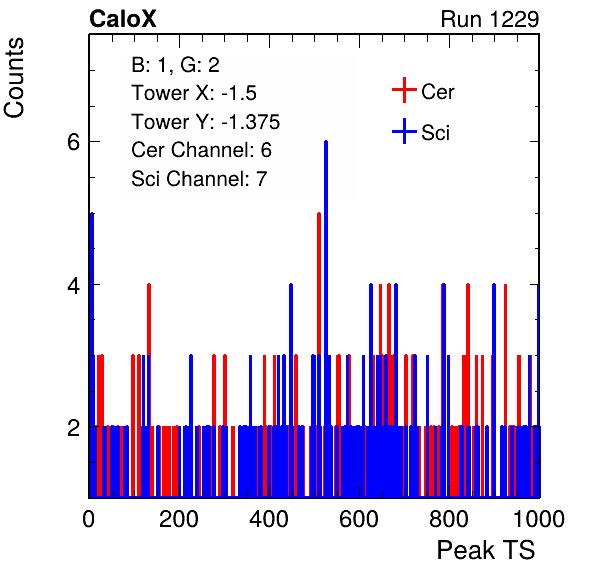 CaloX Run 1229
Counts
B: 1, G: 2
Tower X: -1.5
Tower Y: -1.375
Cer Channel: 6
Sci Channel: 7
Cer
Sci
6
4
2
0 200 400 600 800 1000
Peak TS